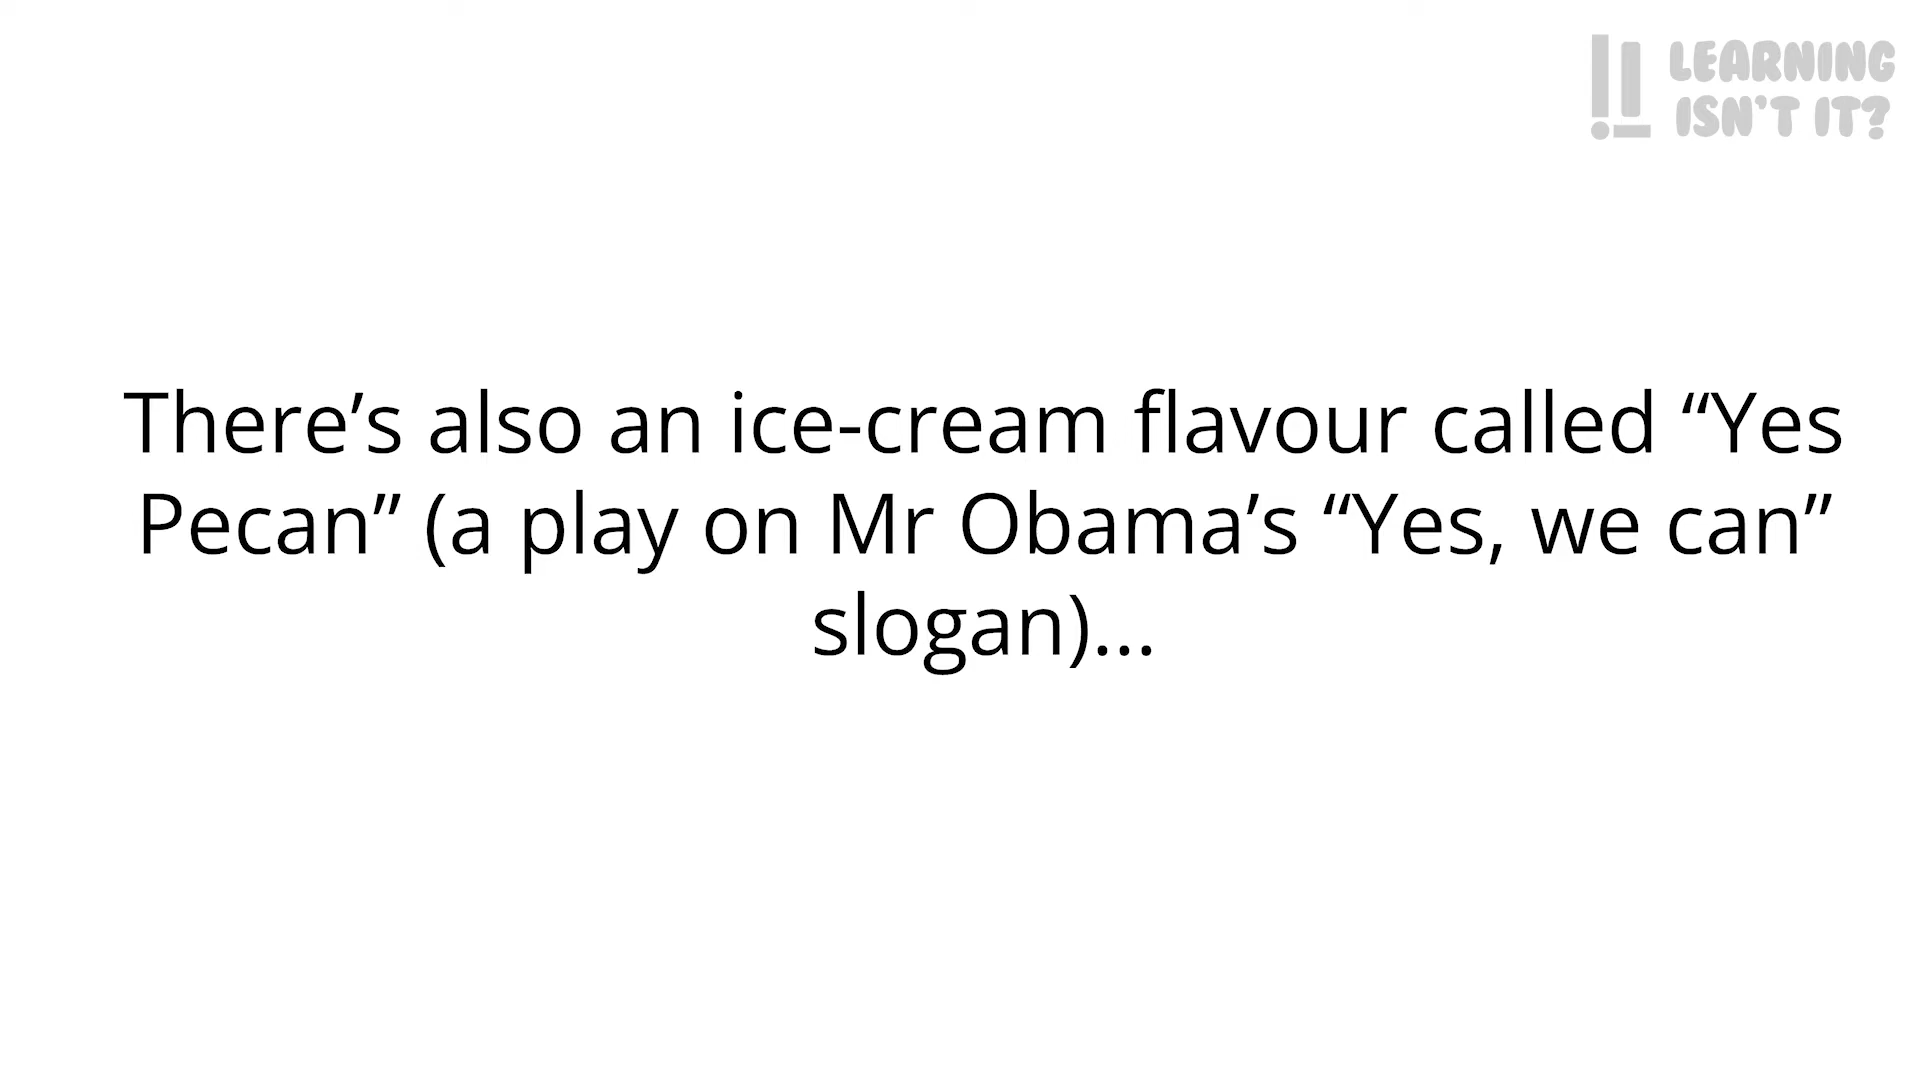 LEARNING
ISN'T IT?
There’s also an ice-cream flavour called “Yes
Pecan” (a play on Mr Obama’s “Yes, we can”
slogan)...